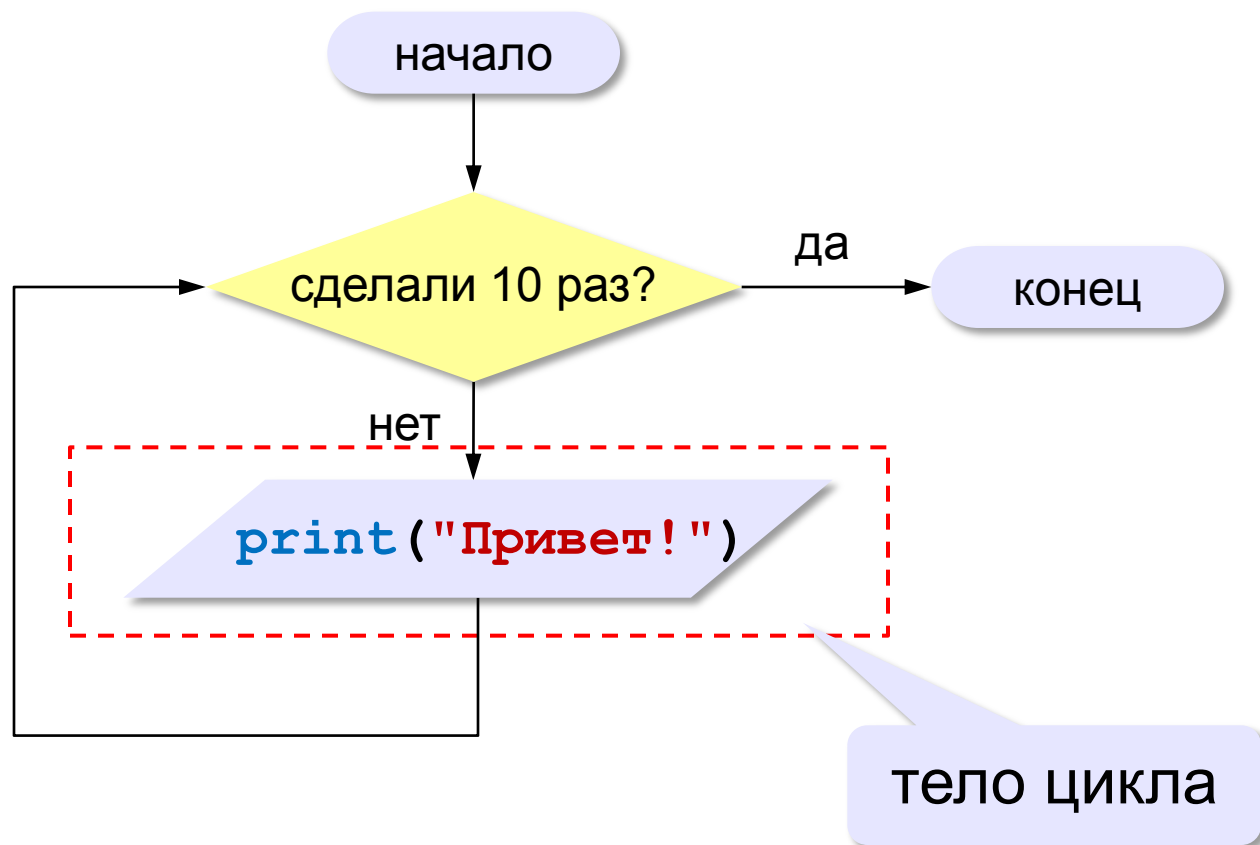 начало
сделали 10 раз?
да
конец
нет
print("Привет!")
тело цикла